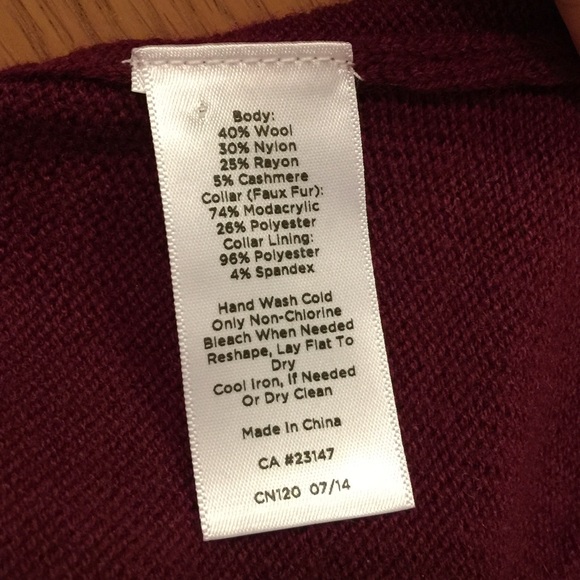 Body:
40% Wool
30% Nylon
25% Rayon
5% Cashmere
Collar (Faux Fur):
74% Modacrylic
26% Polyester
Collar Lining:
96% Polyester
4% Spandex
Hand Wash Cold
Only Non-Chlorine
Bleach When Needed
Reshape, Lay Flat To
Dry
Cool Iron, If Needed
Or Dry Clean
Made In China
CA #23147
CN120 07/14